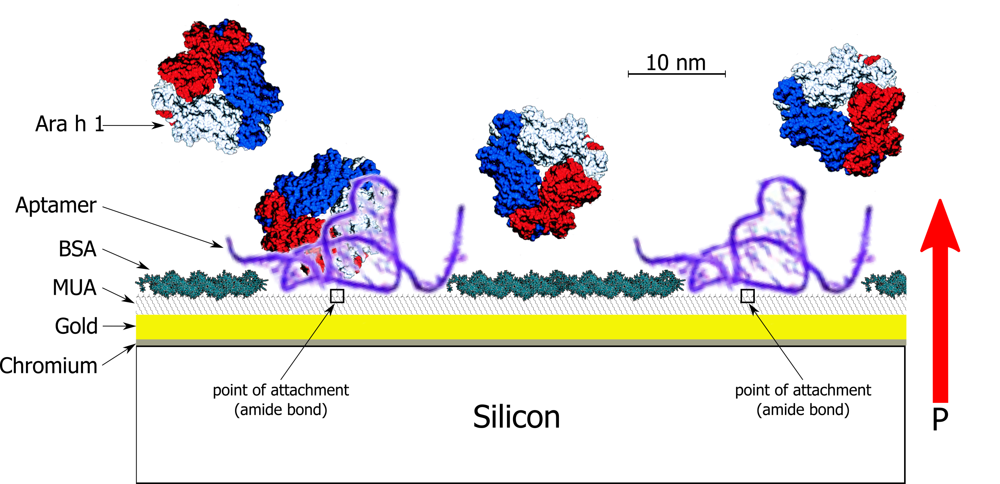 10 nm
Ara h 1
Aptamer
BSA
MUA
Gold
Chromium
point of attachment
(amide bond)
point of attachment
(amide bond)
Silicon
P